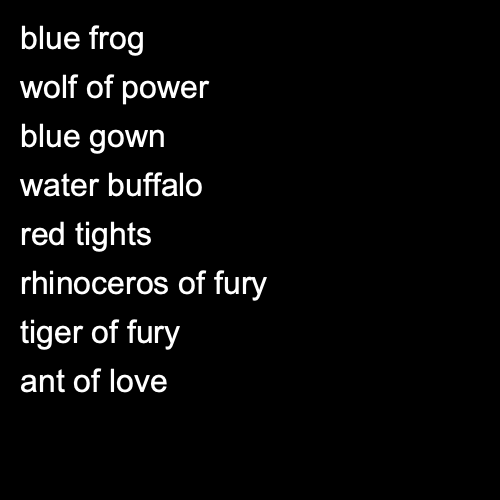 blue frog
wolf of power
blue gown
water buffalo
red tights
rhinoceros of fury
tiger of fury
ant of love